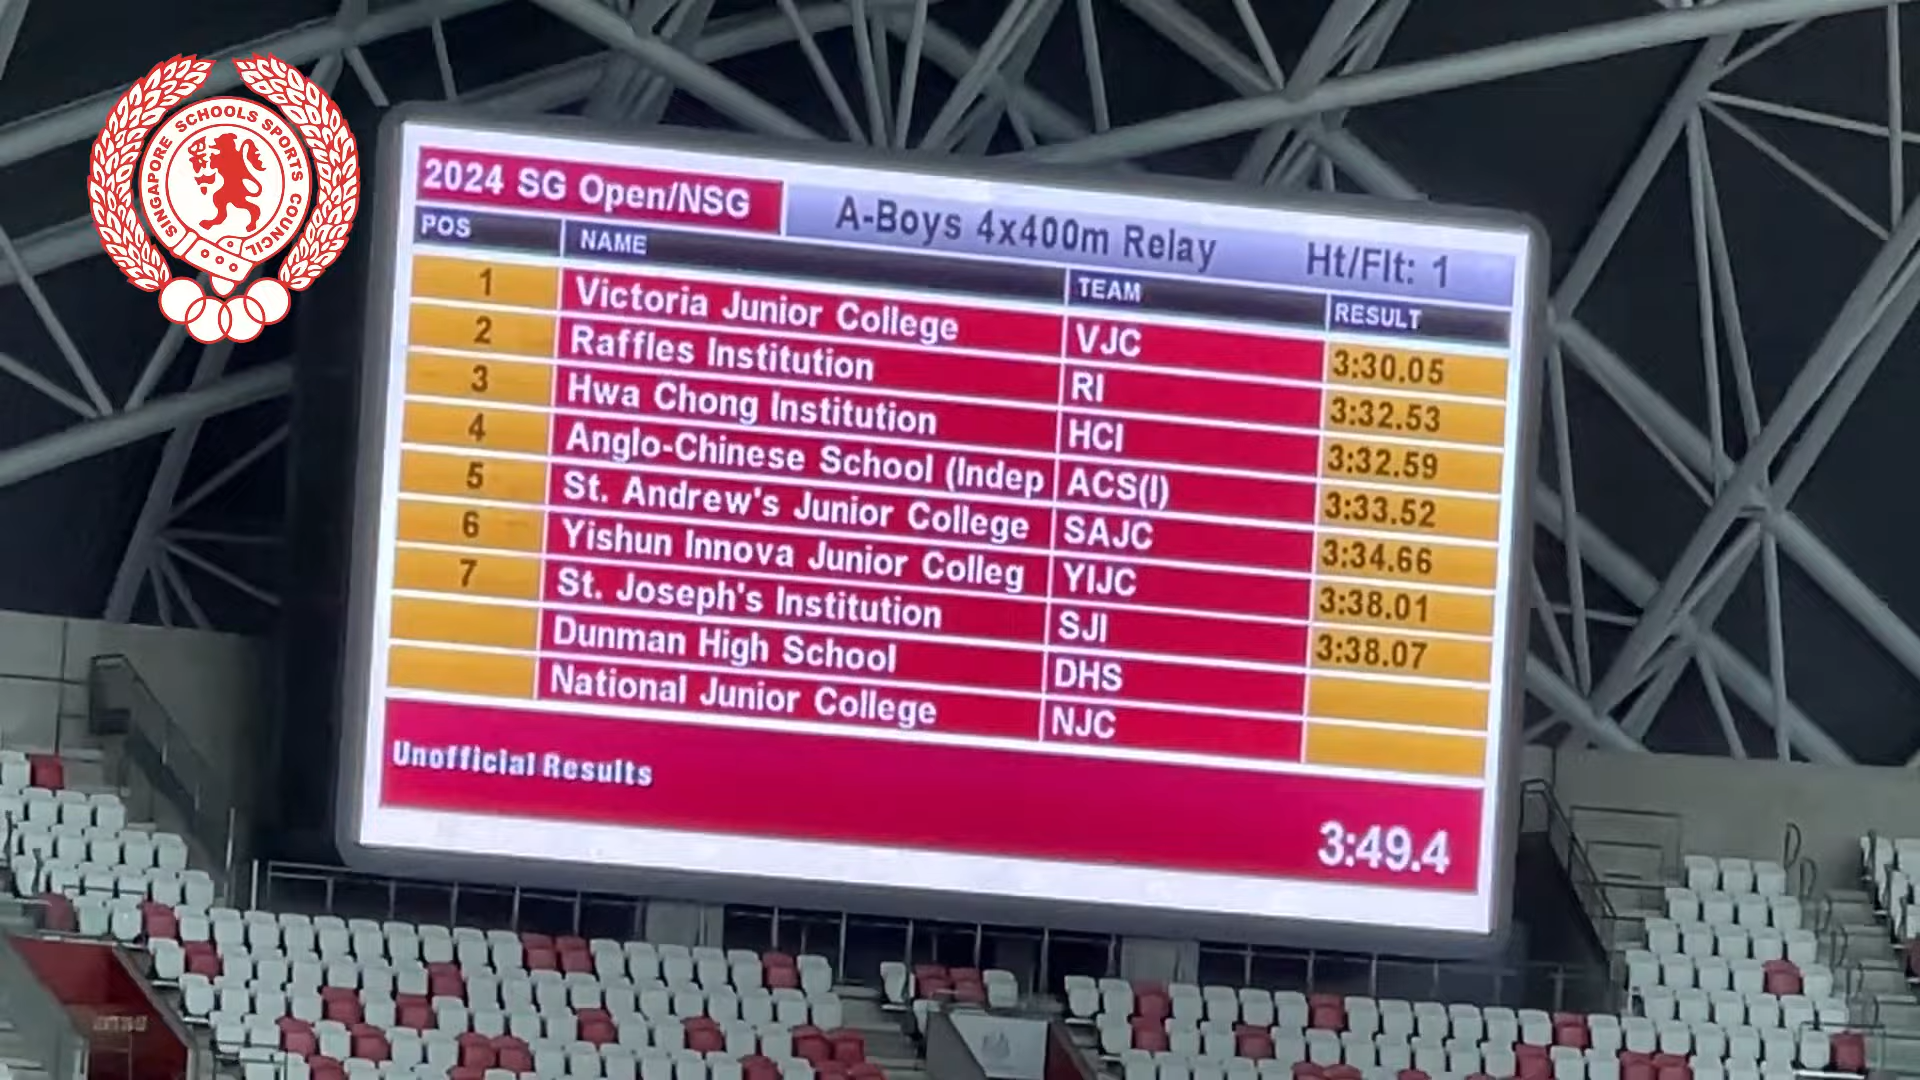 SINGAPORE SCHOOLS SPORTS COUNCIL
2024 SG Open/NSG A-Boys 4x400m Relay Ht/Flt: 1
POS NAME TEAM RESULT
1 Victoria Junior College VJC 3:30.05
2 Raffles Institution RI 3:32.53
3 Hwa Chong Institution HCI 3:32.59
4 Anglo-Chinese School (Indep ACS(I) 3:33.52
5 St. Andrew's Junior College SAJC 3:34.66
6 Yishun Innova Junior Colleg YIJC 3:38.01
7 St. Joseph's Institution SJI 3:38.07
Dunman High School DHS
National Junior College NJC
Unofficial Results
3:49.4